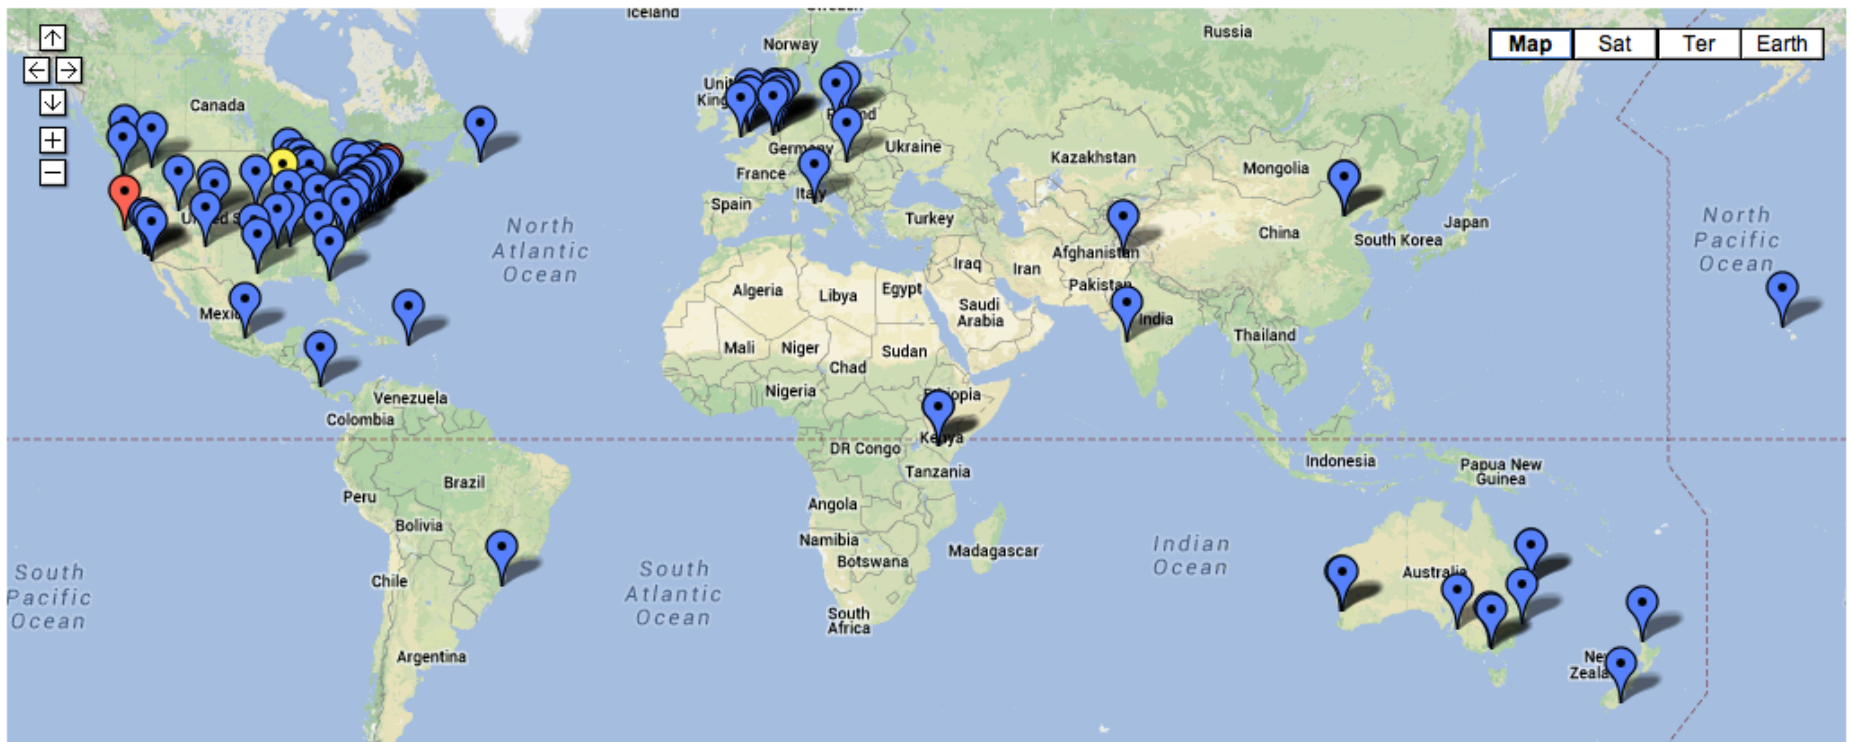 Iceland
Norway
Russia
Map Sat Ter Earth
Canada
Germany
Ukraine
France
Kazakhstan
Mongolia
Spain
Turkey
Japan
China
South Korea
North
Atlantic
Ocean
North
Pacific
Ocean
Afghanistan
Iraq
Iran
Pakistan
Algeria
Libya
Egypt
Saudi
Arabia
India
Thailand
Mali
Niger
Sudan
Chad
Nigeria
Venezuela
Colombia
Kenya
DR Congo
Tanzania
Indonesia
Papua New
Guinea
Brazil
Peru
Angola
Bolivia
Namibia
Botswana
Madagascar
Indian
Ocean
Australia
Chile
South
Pacific
Ocean
South
Atlantic
Ocean
South
Africa
Argentina